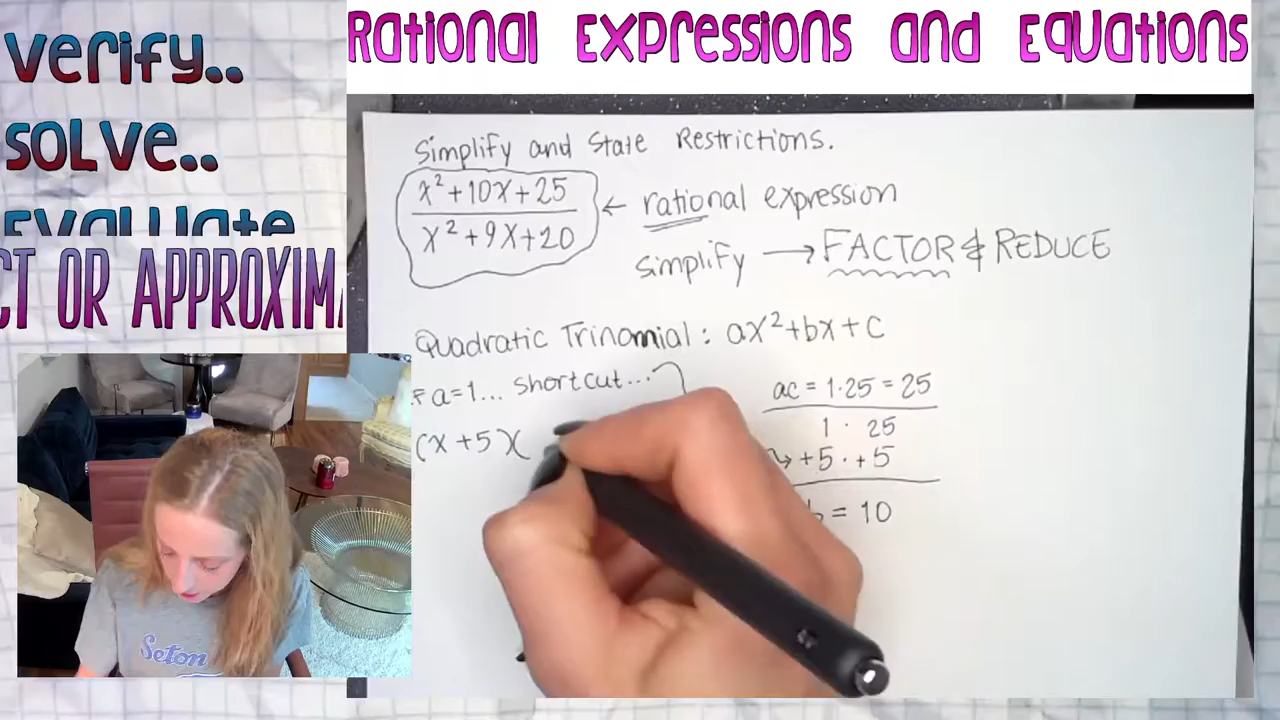 verify..
solve..
Evaluate
CT OR APPROXIMA
Rational Expressions and Equations
Simplify and State Restrictions.
x²+10x+25
x²+9x+20
← rational expression
simplify → FACTOR & REDUCE
Quadratic Trinomial: ax²+bx+c
a=1... shortcut...
(x+5)(
ac = 1·25 = 25
1 · 25
+5·+5
b = 10
Seton